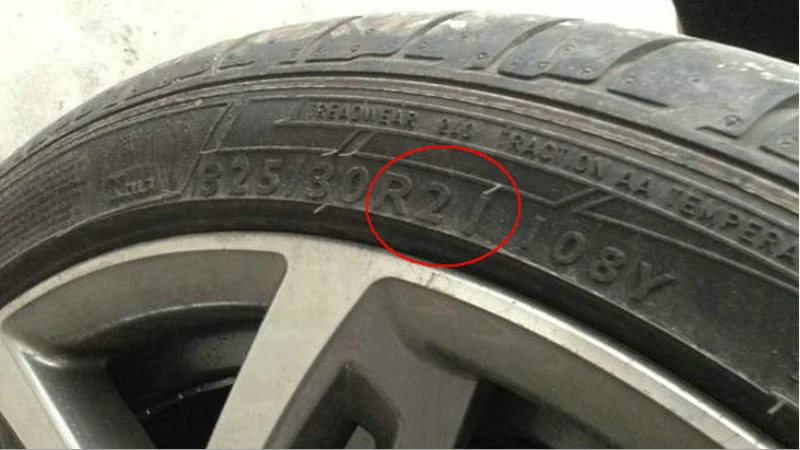 TREADWEAR 240 TRACTION AA TEMPERA
325/30R21 108Y